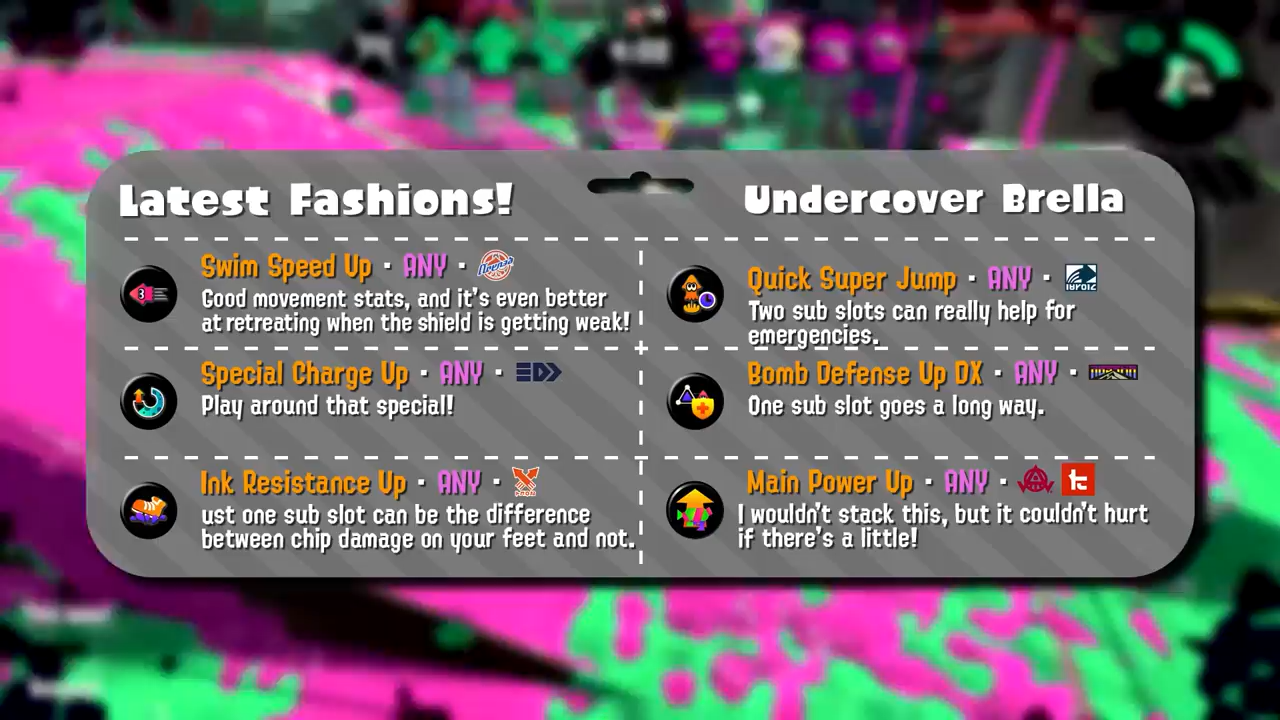 Latest Fashions!
Undercover Brella
Swim Speed Up · ANY ·
Good movement stats, and it's even better
at retreating when the shield is getting weak!
Special Charge Up · ANY ·
Play around that special!
Ink Resistance Up · ANY ·
ust one sub slot can be the difference
between chip damage on your feet and not.
Quick Super Jump · ANY ·
Two sub slots can really help for
emergencies.
Bomb Defense Up DX · ANY ·
One sub slot goes a long way.
Main Power Up · ANY ·
I wouldn't stack this, but it couldn't hurt
if there's a little!